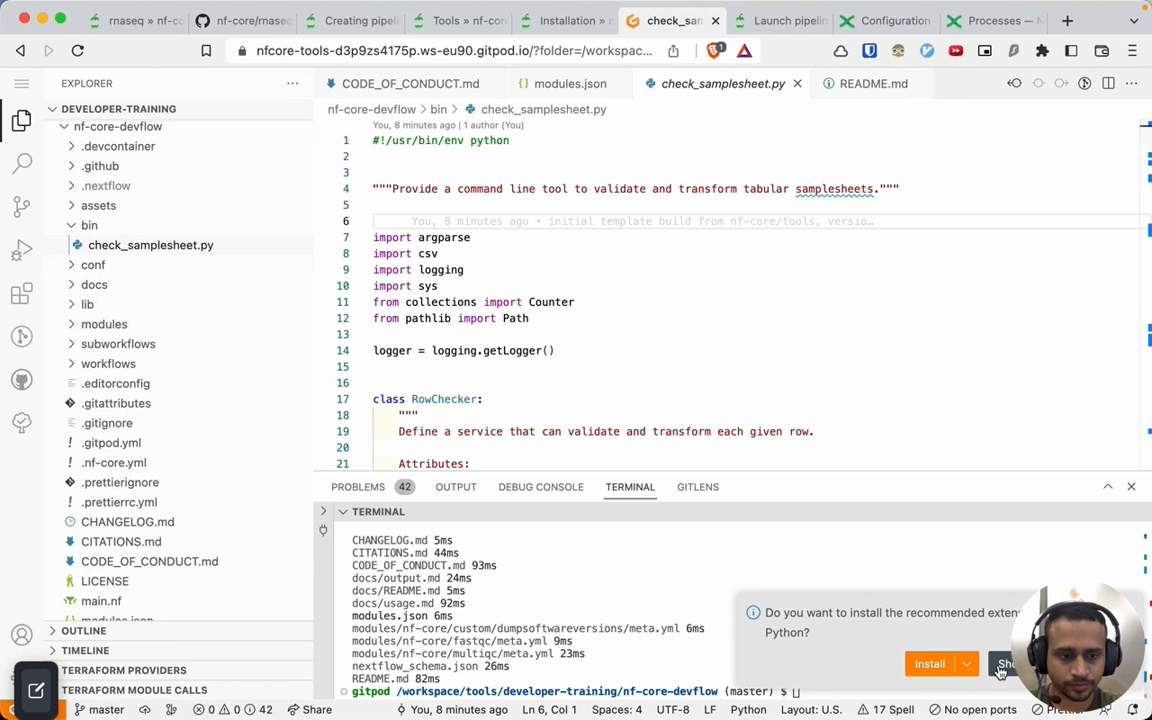 rnaseq » nf-co
nf-core/rnase
Creating pipeli
Tools » nf-cor
Installation » n
check_sam
Launch pipelin
Configuration
Processes — N
nfcore-tools-d3p9zs4175p.ws-eu90.gitpod.io/?folder=/workspac...
EXPLORER
CODE_OF_CONDUCT.md
modules.json
check_samplesheet.py
README.md
DEVELOPER-TRAINING
nf-core-devflow
.devcontainer
.github
.nextflow
assets
bin
check_samplesheet.py
conf
docs
lib
modules
subworkflows
workflows
.editorconfig
.gitattributes
.gitignore
.gitpod.yml
.nf-core.yml
.prettierignore
.prettierrc.yml
CHANGELOG.md
CITATIONS.md
CODE_OF_CONDUCT.md
LICENSE
main.nf
modules.json
OUTLINE
TIMELINE
TERRAFORM PROVIDERS
TERRAFORM MODULE CALLS
nf-core-devflow › bin › check_samplesheet.py
You, 8 minutes ago | 1 author (You)
1 #!/usr/bin/env python
2
3
4 """Provide a command line tool to validate and transform tabular samplesheets."""
5
6 You, 8 minutes ago • initial template build from nf-core/tools, versio…
7 import argparse
8 import csv
9 import logging
10 import sys
11 from collections import Counter
12 from pathlib import Path
13
14 logger = logging.getLogger()
15
16
17 class RowChecker:
18 """
19 Define a service that can validate and transform each given row.
20
21 Attributes:
PROBLEMS 42 OUTPUT DEBUG CONSOLE TERMINAL GITLENS
TERMINAL
CHANGELOG.md 5ms
CITATIONS.md 44ms
CODE_OF_CONDUCT.md 93ms
docs/output.md 24ms
docs/README.md 5ms
docs/usage.md 92ms
modules.json 6ms
modules/nf-core/custom/dumpsoftwareversions/meta.yml 6ms
modules/nf-core/fastqc/meta.yml 9ms
modules/nf-core/multiqc/meta.yml 23ms
nextflow_schema.json 26ms
README.md 82ms
gitpod /workspace/tools/developer-training/nf-core-devflow (master) $
Do you want to install the recommended exten
Python?
Install
Sho
master 0 0 42 Share You, 8 minutes ago Ln 6, Col 1 Spaces: 4 UTF-8 LF Python Layout: U.S. 17 Spell No open ports Prettier